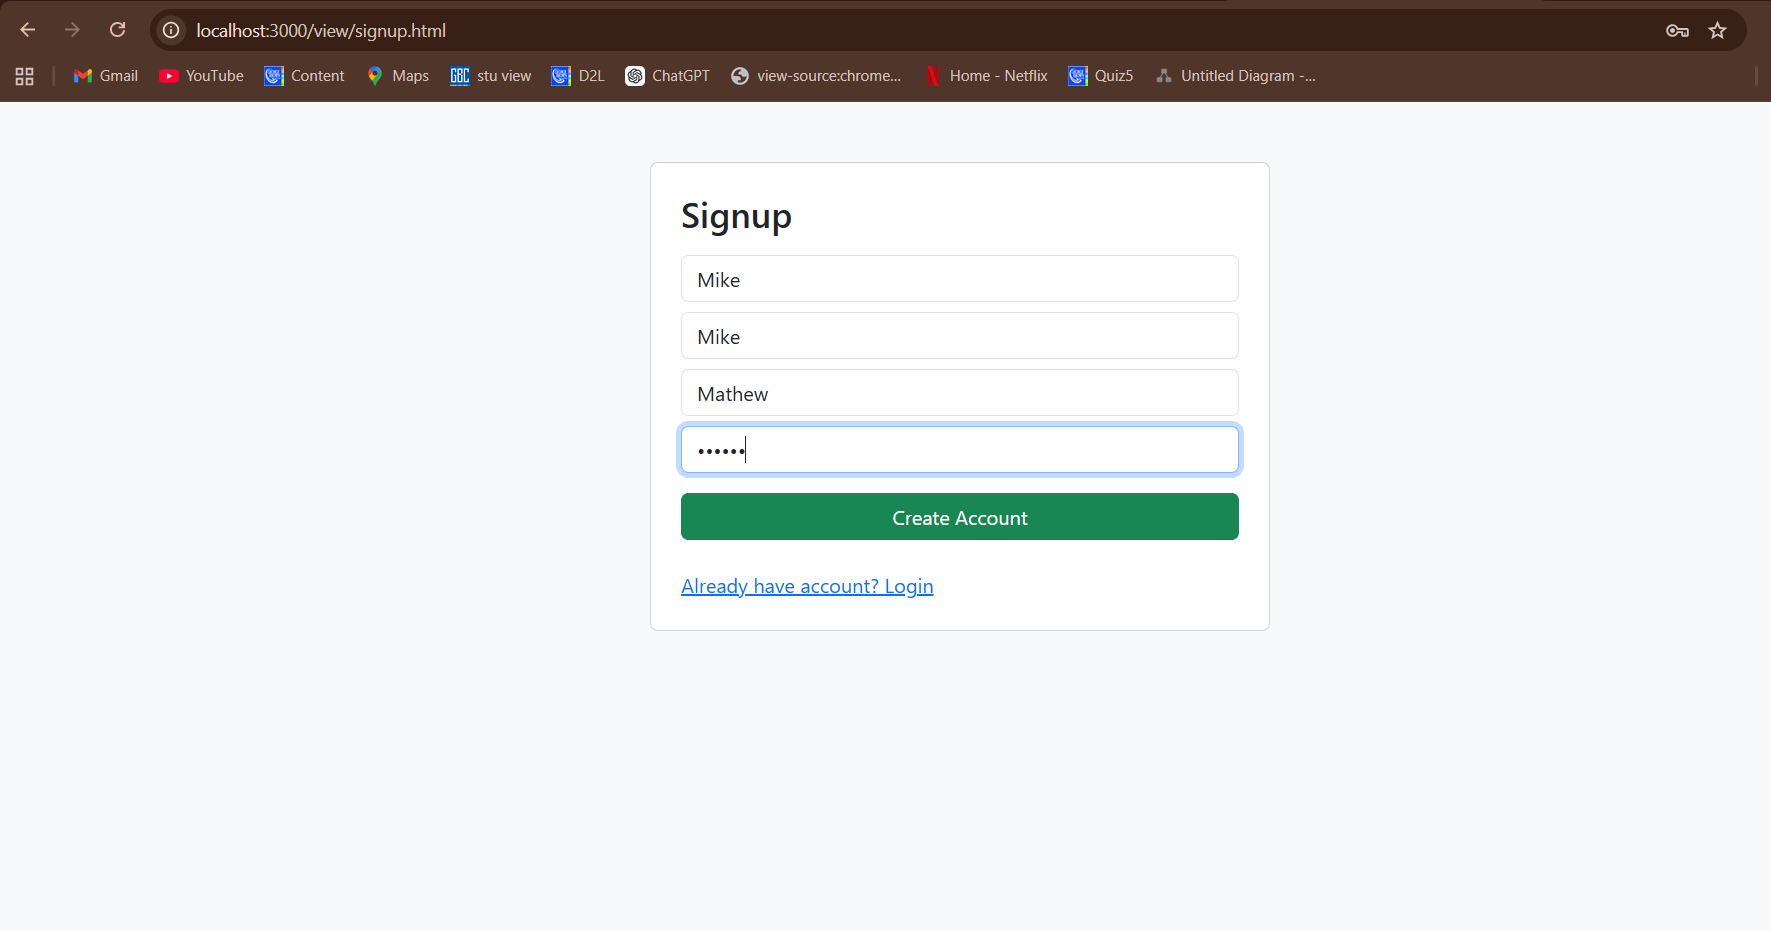 localhost:3000/view/signup.html
Gmail YouTube Content Maps GBC stu view D2L ChatGPT view-source:chrome... Home - Netflix Quiz5 Untitled Diagram -...
Signup
Mike
Mike
Mathew
••••••
Create Account
Already have account? Login